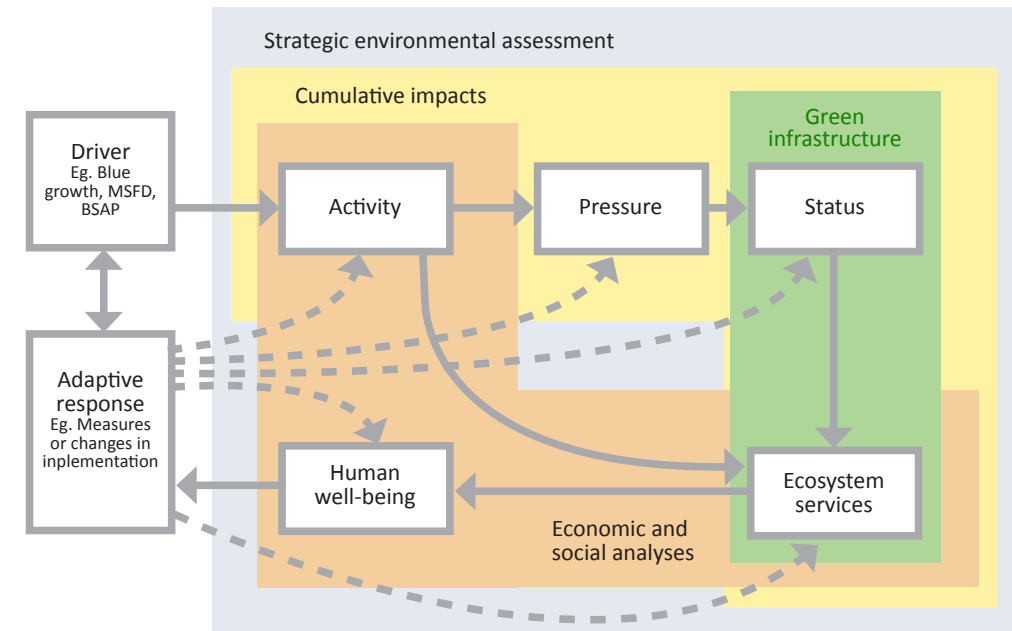 Strategic environmental assessment
Cumulative impacts
Green
infrastructure
Driver
Eg. Blue
growth, MSFD,
BSAP
Activity
Pressure
Status
Adaptive
response
Eg. Measures
or changes in
inplementation
Human
well-being
Ecosystem
services
Economic and
social analyses